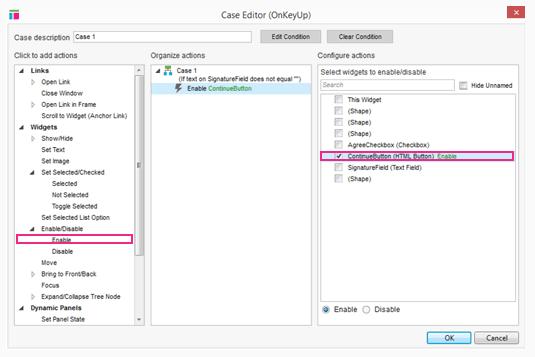 Case Editor (OnKeyUp)
Case description
Case 1
Edit Condition
Clear Condition
Click to add actions
Links
Open Link
Close Window
Open Link in Frame
Scroll to Widget (Anchor Link)
Widgets
Show/Hide
Set Text
Set Image
Set Selected/Checked
Selected
Not Selected
Toggle Selected
Set Selected List Option
Enable/Disable
Enable
Disable
Move
Bring to Front/Back
Focus
Expand/Collapse Tree Node
Dynamic Panels
Set Panel State
Organize actions
Case 1
(If text on SignatureField does not equal "")
Enable ContinueButton
Configure actions
Select widgets to enable/disable
Search
Hide Unnamed
This Widget
(Shape)
(Shape)
(Shape)
AgreeCheckbox (Checkbox)
ContinueButton (HTML Button) Enable
SignatureField (Text Field)
(Shape)
Enable
Disable
OK
Cancel